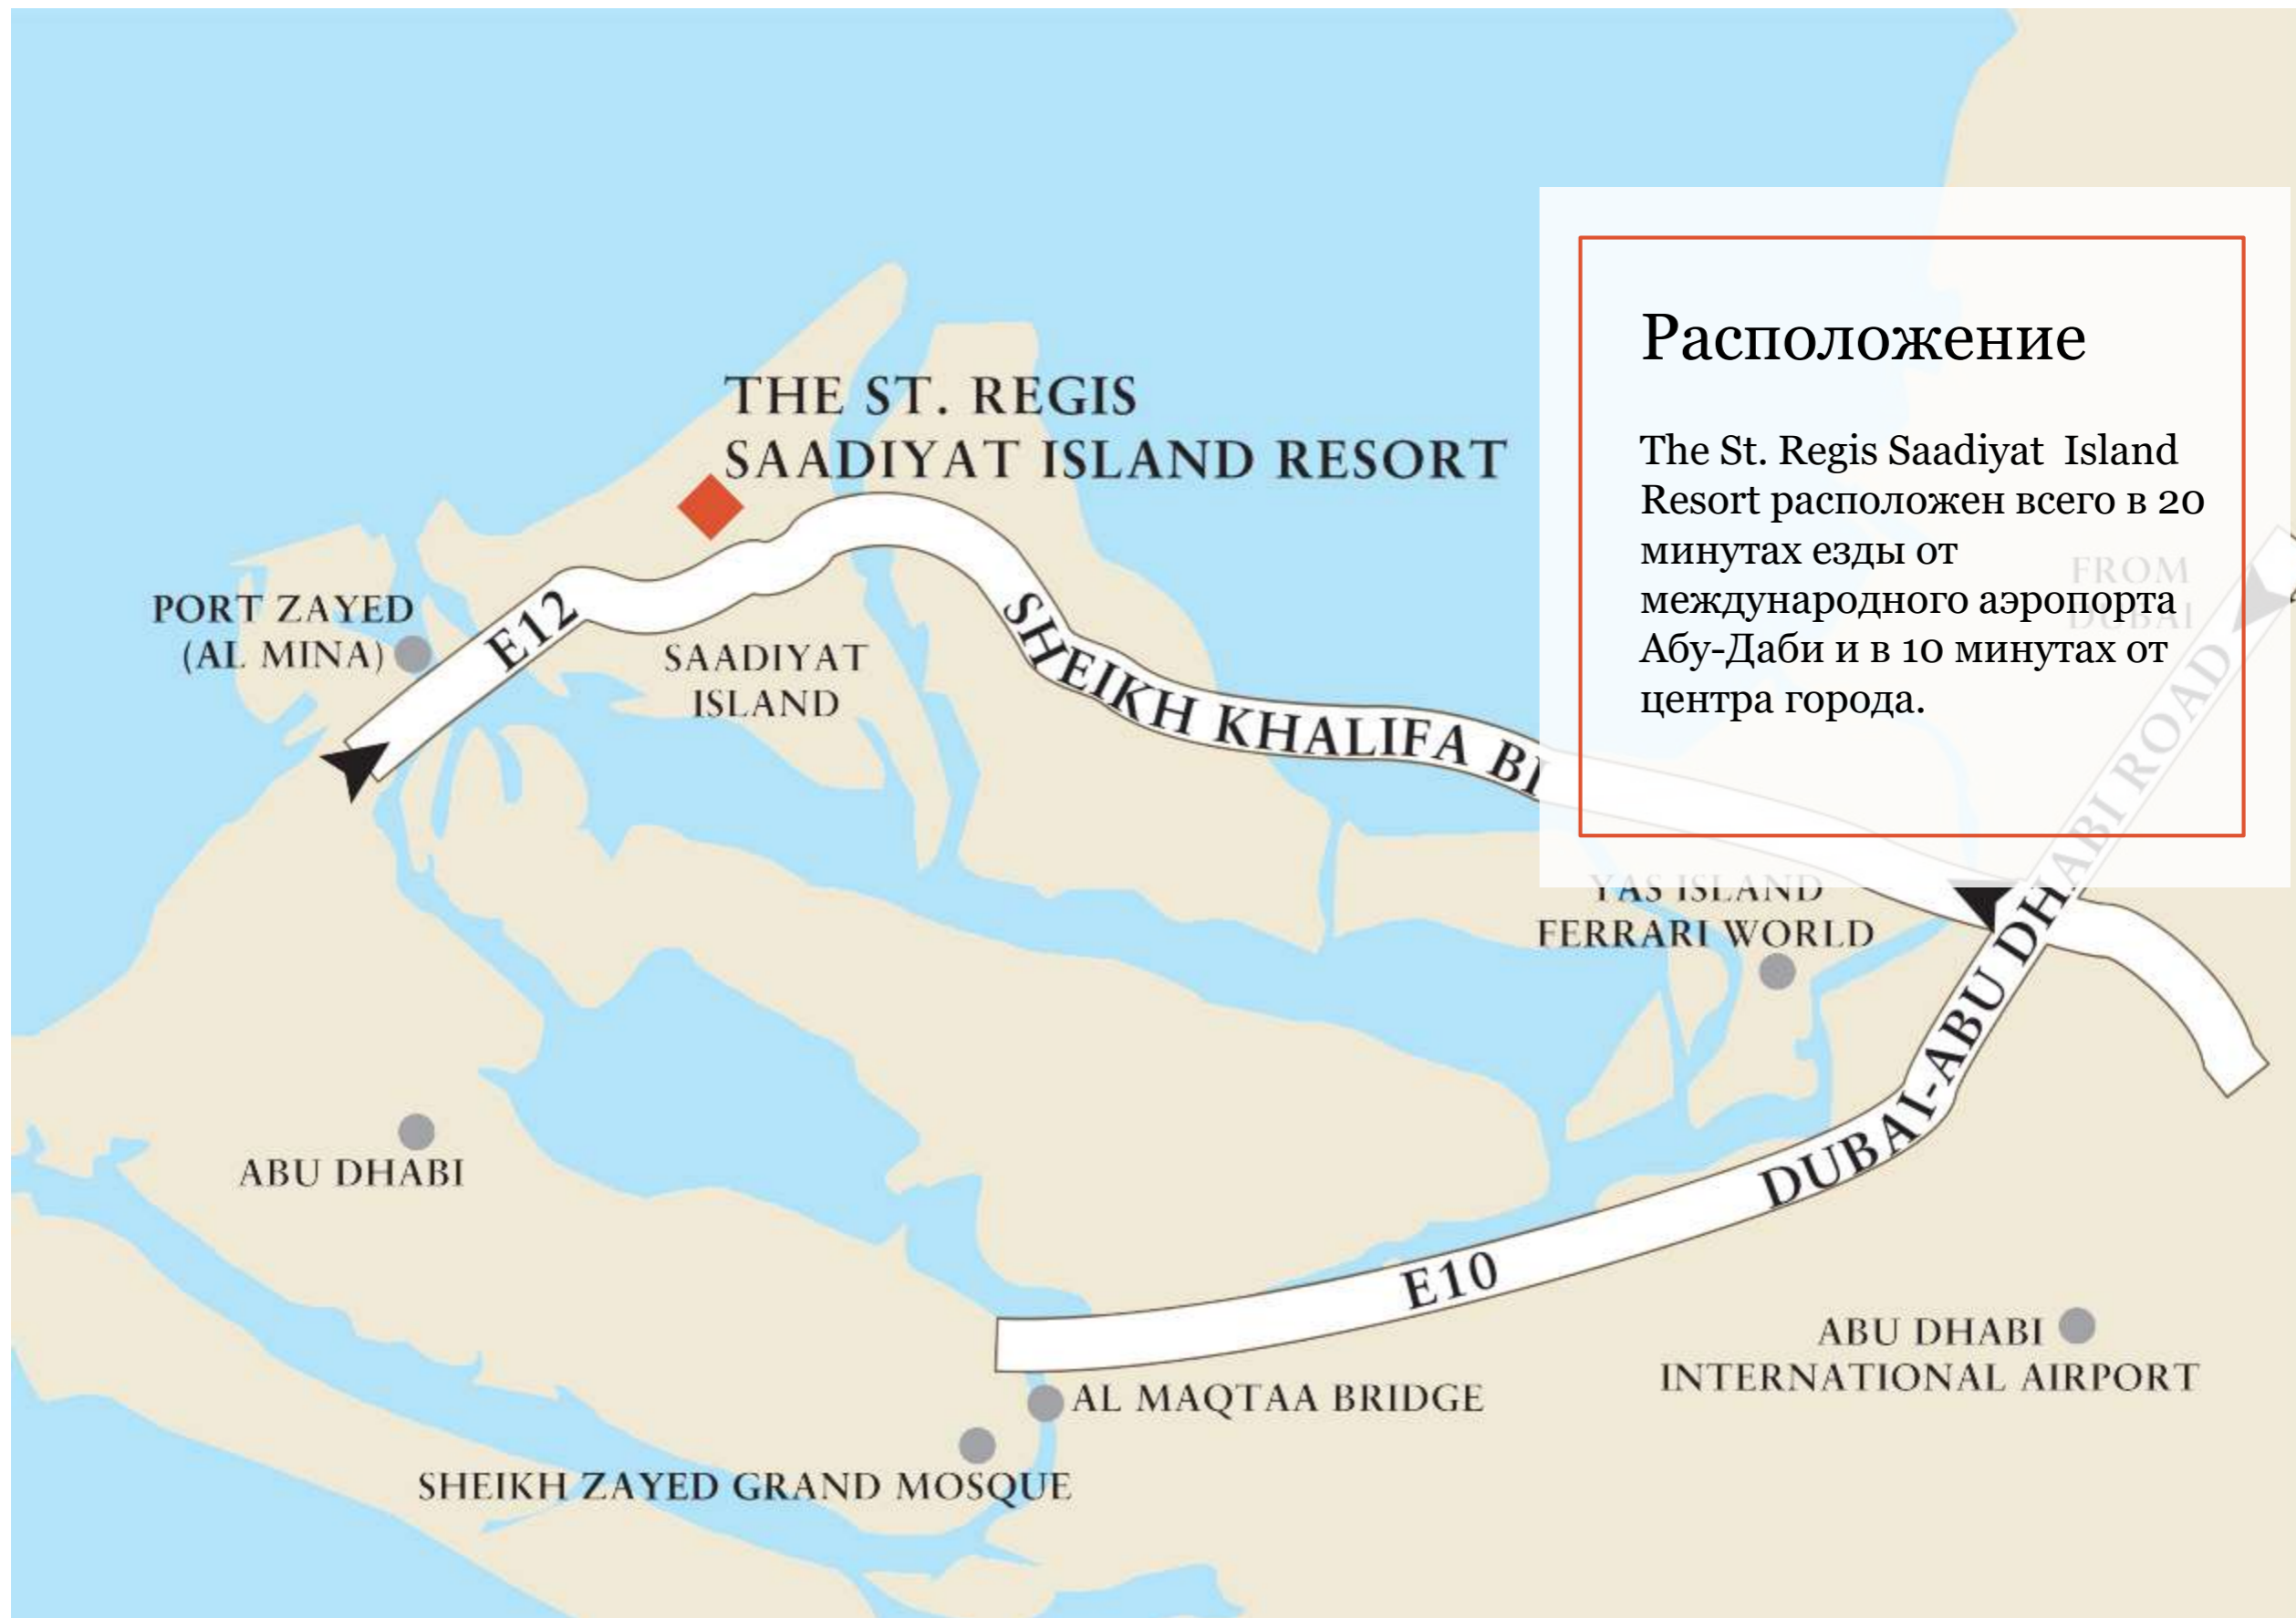 Расположение
The St. Regis Saadiyat Island
Resort расположен всего в 20
минутах езды от
международного аэропорта
Абу-Даби и в 10 минутах от
центра города.
THE ST. REGIS
SAADIYAT ISLAND RESORT
FROM
DUBAI
PORT ZAYED
(AL MINA)
E12
SAADIYAT
ISLAND
SHEIKH KHALIFA BI
YAS ISLAND
FERRARI WORLD
DUBAI-ABU DHABI ROAD
ABU DHABI
E10
ABU DHABI
INTERNATIONAL AIRPORT
AL MAQTAA BRIDGE
SHEIKH ZAYED GRAND MOSQUE